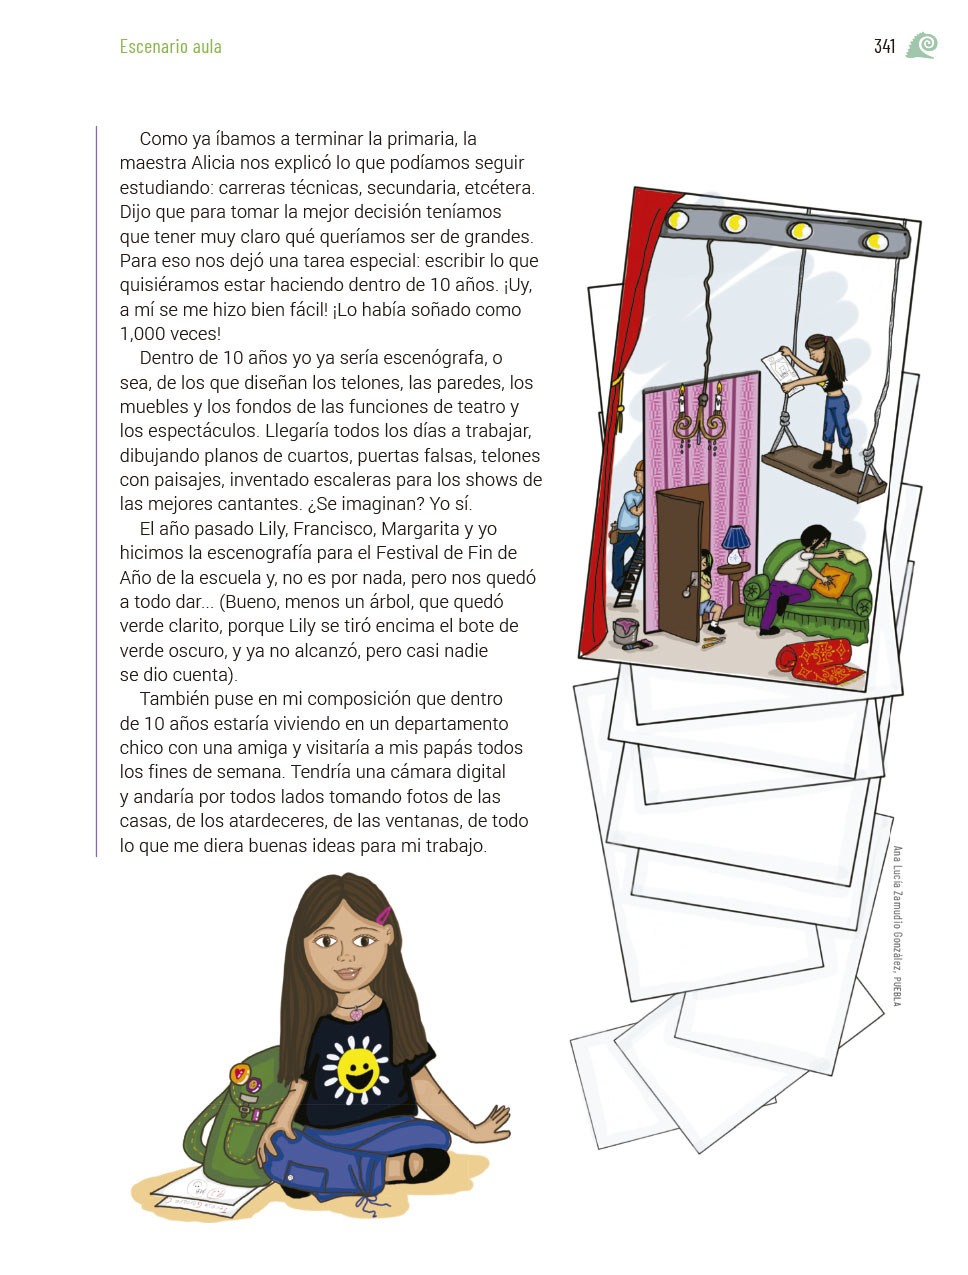 Escenario aula
341
Como ya íbamos a terminar la primaria, la
maestra Alicia nos explicó lo que podíamos seguir
estudiando: carreras técnicas, secundaria, etcétera.
Dijo que para tomar la mejor decisión teníamos
que tener muy claro qué queríamos ser de grandes.
Para eso nos dejó una tarea especial: escribir lo que
quisiéramos estar haciendo dentro de 10 años. ¡Uy,
a mí se me hizo bien fácil! ¡Lo había soñado como
1,000 veces!
Dentro de 10 años yo ya sería escenógrafa, o
sea, de los que diseñan los telones, las paredes, los
muebles y los fondos de las funciones de teatro y
los espectáculos. Llegaría todos los días a trabajar,
dibujando planos de cuartos, puertas falsas, telones
con paisajes, inventado escaleras para los shows de
las mejores cantantes. ¿Se imaginan? Yo sí.
El año pasado Lily, Francisco, Margarita y yo
hicimos la escenografía para el Festival de Fin de
Año de la escuela y, no es por nada, pero nos quedó
a todo dar... (Bueno, menos un árbol, que quedó
verde clarito, porque Lily se tiró encima el bote de
verde oscuro, y ya no alcanzó, pero casi nadie
se dio cuenta).
También puse en mi composición que dentro
de 10 años estaría viviendo en un departamento
chico con una amiga y visitaría a mis papás todos
los fines de semana. Tendría una cámara digital
y andaría por todos lados tomando fotos de las
casas, de los atardeceres, de las ventanas, de todo
lo que me diera buenas ideas para mi trabajo.
Ana Lucía Zamudio González, PUEBLA